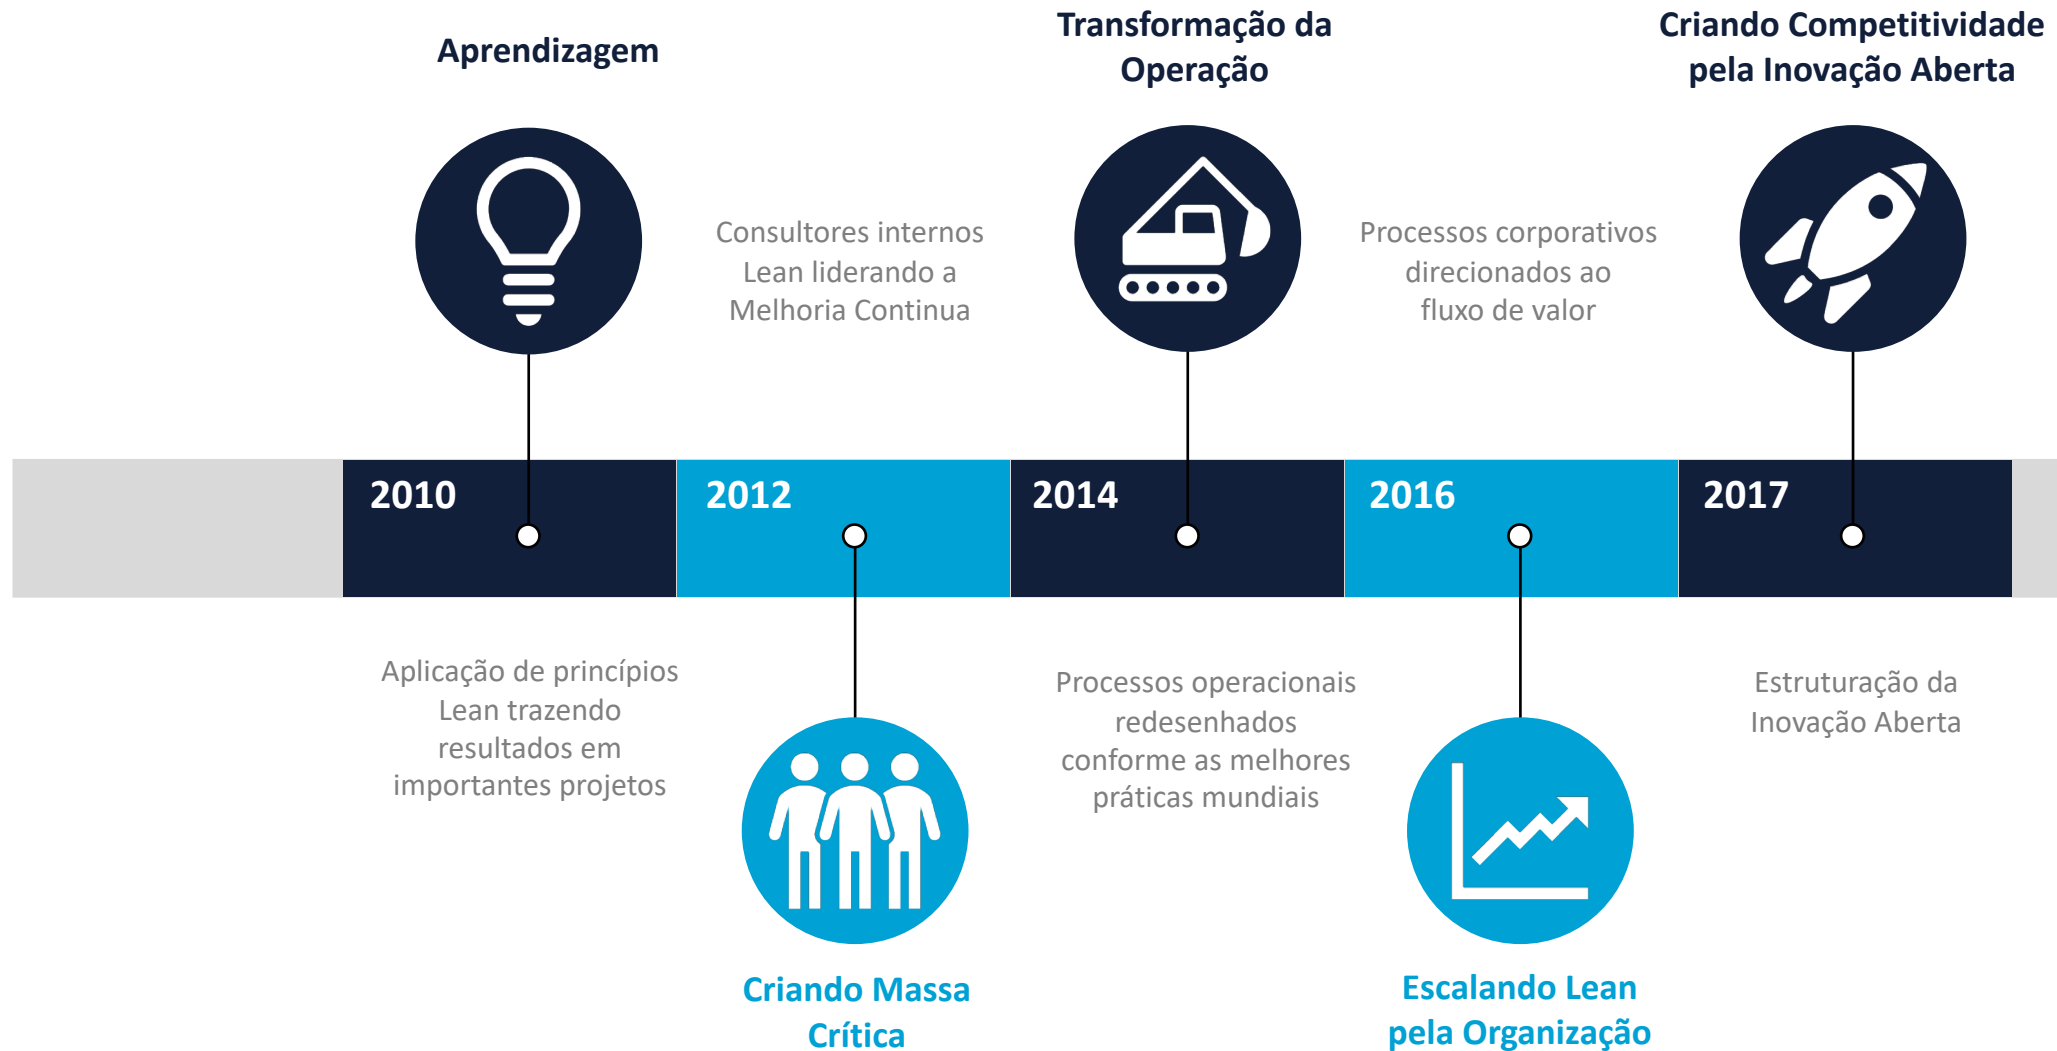 Aprendizagem
Transformação da
Operação
Criando Competitividade
pela Inovação Aberta
Consultores internos
Lean liderando a
Melhoria Continua
Processos corporativos
direcionados ao
fluxo de valor
2010
2012
2014
2016
2017
Aplicação de princípios
Lean trazendo
resultados em
importantes projetos
Processos operacionais
redesenhados
conforme as melhores
práticas mundiais
Estruturação da
Inovação Aberta
Criando Massa
Crítica
Escalando Lean
pela Organização